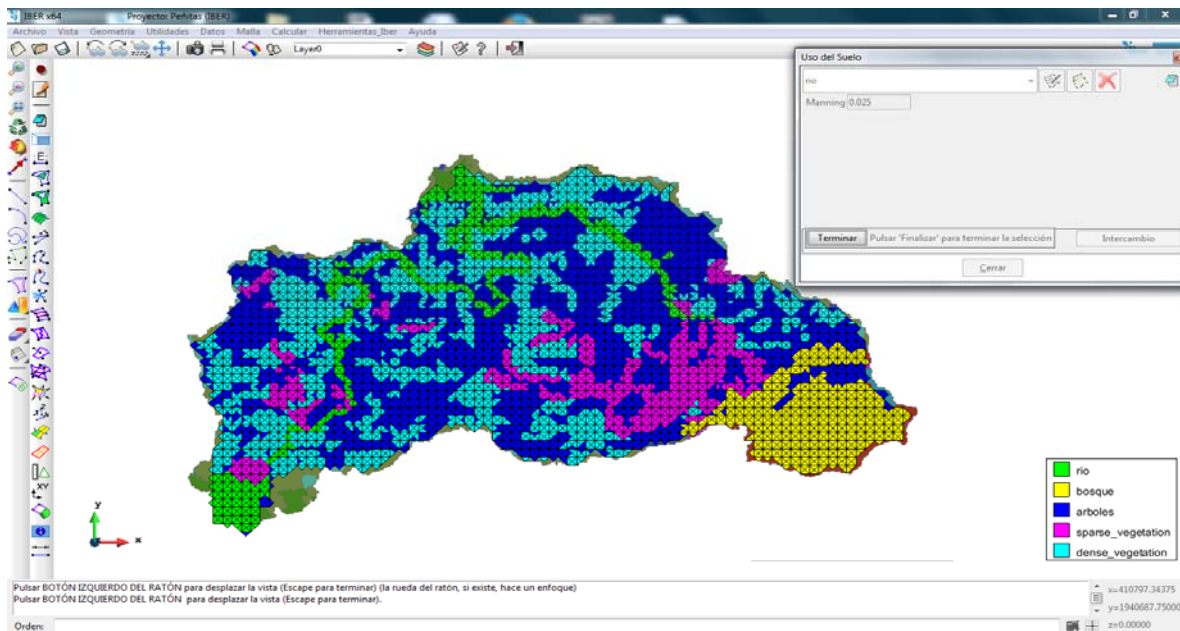 IBER x64 Proyecto: Peñitas (IBER)
Archivo Vista Geometria Utilidades Datos Malla Calcular Herramientas_Iber Ayuda
Layer0
Uso del Suelo
rio
Manning 0.025
Terminar Pulsar 'Finalizar' para terminar la selección Intercambio
Cerrar
y
x
rio
bosque
arboles
sparse_vegetation
dense_vegetation
Pulsar BOTÓN IZQUIERDO DEL RATÓN para desplazar la vista (Escape para terminar) (la rueda del ratón, si existe, hace un enfoque)
Pulsar BOTÓN IZQUIERDO DEL RATÓN para desplazar la vista (Escape para terminar).
x=410797.34375
y=1940687.75000
Orden: z=0.00000